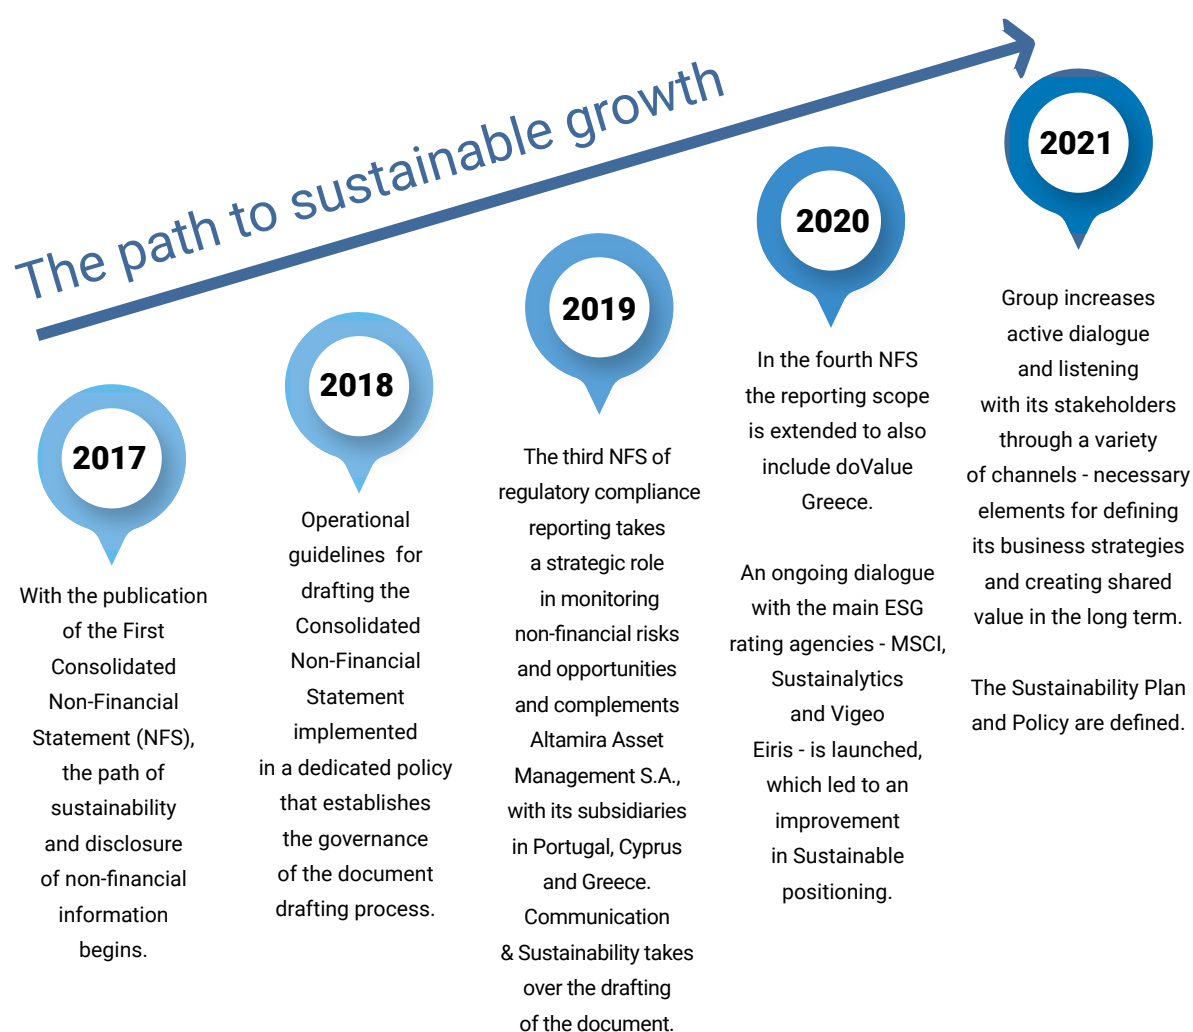 The path to sustainable growth
2017
With the publication
of the First
Consolidated
Non-Financial
Statement (NFS),
the path of
sustainability
and disclosure
of non-financial
information
begins.
2018
Operational
guidelines for
drafting the
Consolidated
Non-Financial
Statement
implemented
in a dedicated policy
that establishes
the governance
of the document
drafting process.
2019
The third NFS of
regulatory compliance
reporting takes
a strategic role
in monitoring
non-financial risks
and opportunities
and complements
Altamira Asset
Management S.A.,
with its subsidiaries
in Portugal, Cyprus
and Greece.
Communication
& Sustainability takes
over the drafting
of the document.
2020
In the fourth NFS
the reporting scope
is extended to also
include doValue
Greece.
An ongoing dialogue
with the main ESG
rating agencies - MSCI,
Sustainalytics
and Vigeo
Eiris - is launched,
which led to an
improvement
in Sustainable
positioning.
2021
Group increases
active dialogue
and listening
with its stakeholders
through a variety
of channels - necessary
elements for defining
its business strategies
and creating shared
value in the long term.
The Sustainability Plan
and Policy are defined.